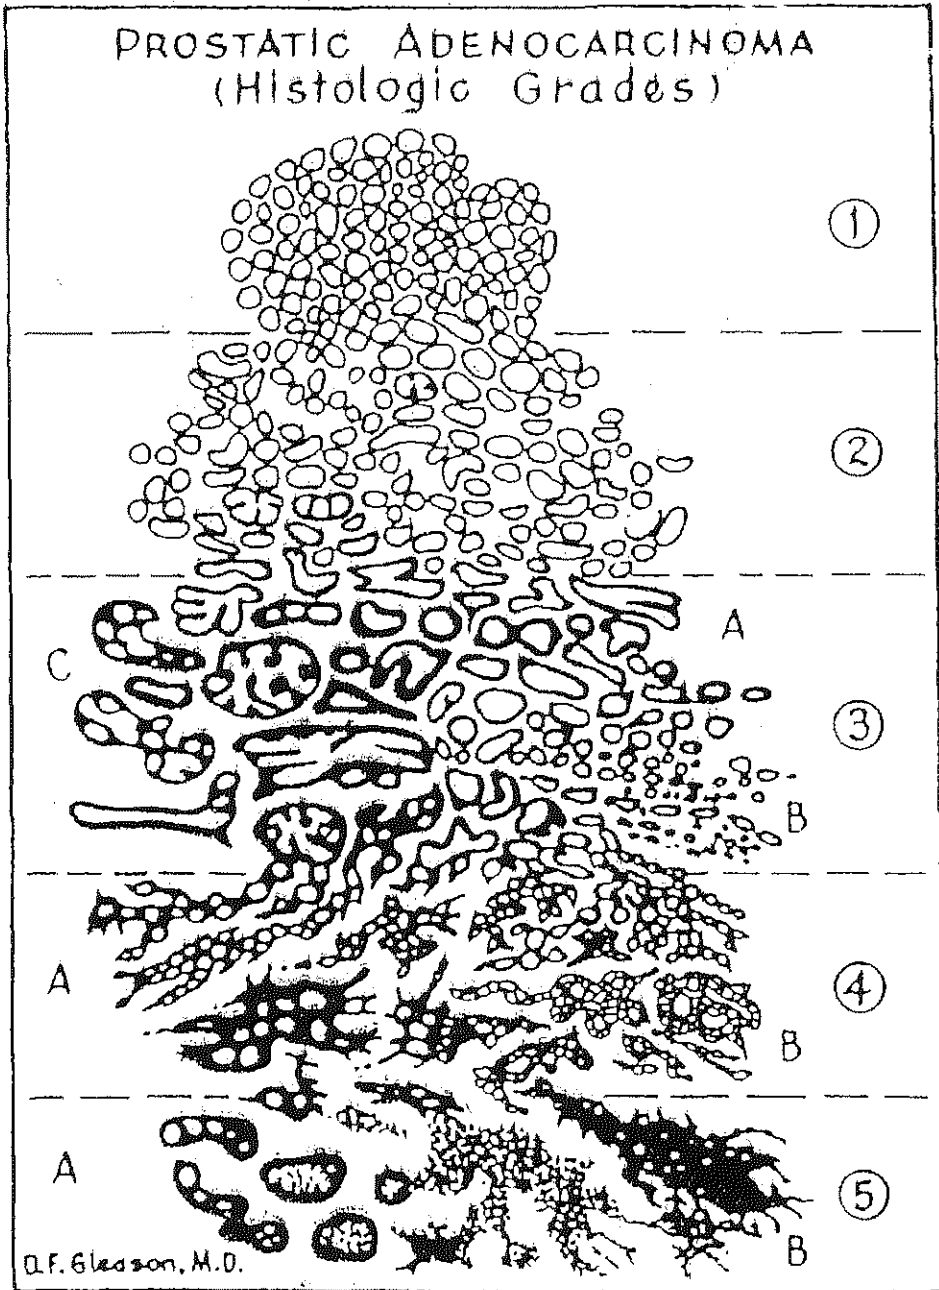 PROSTATIC ADENOCARCINOMA
(Histologic Grades)
1
2
A
C
3
B
A
4
B
A
5
B
D.F. Gleason, M.D.